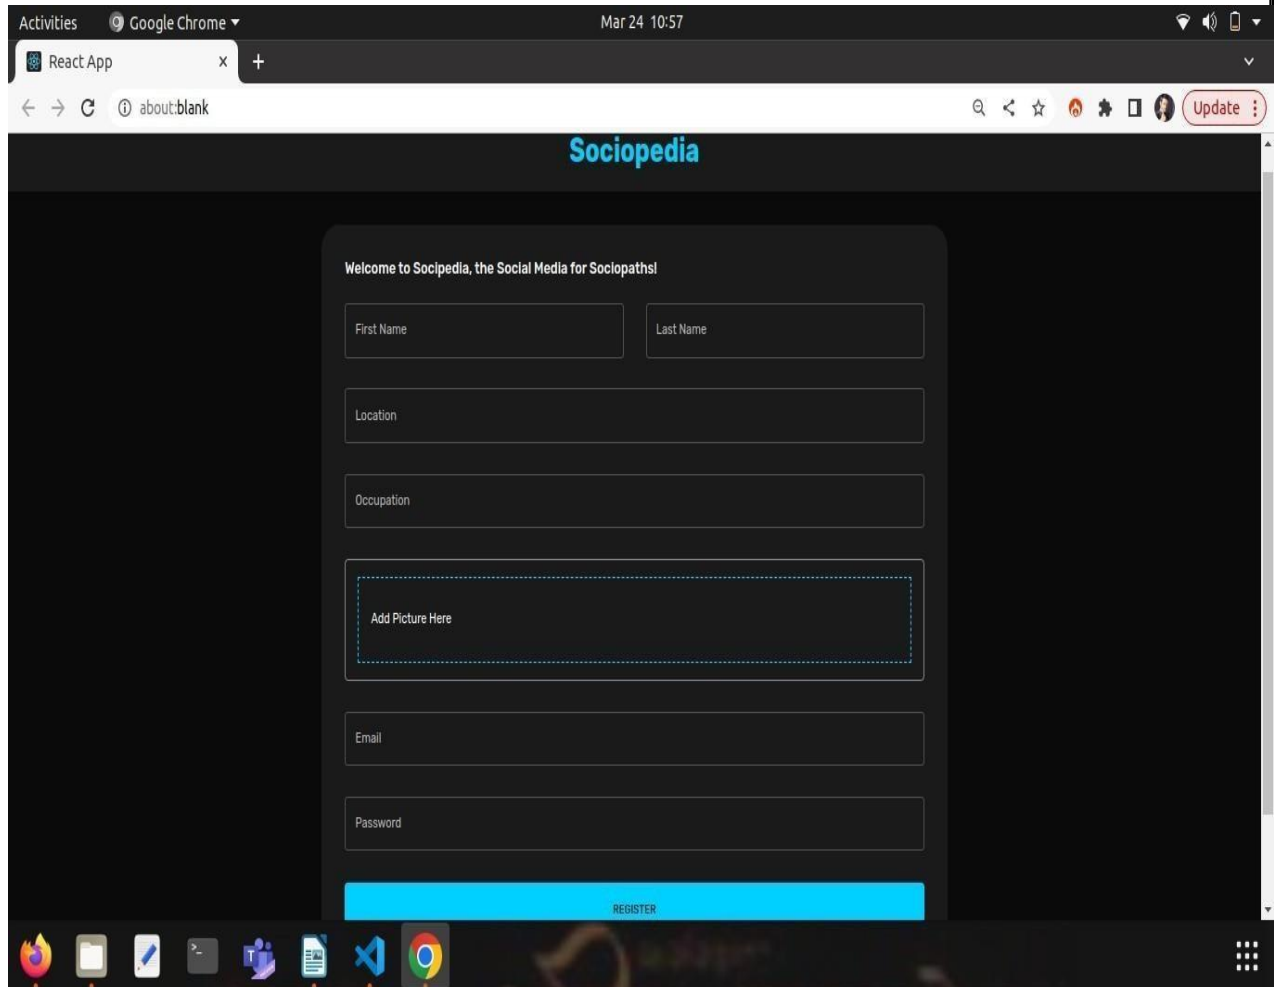 Activities Google Chrome Mar 24 10:57
React App x +
about:blank Update
Sociopedia
Welcome to Socipedia, the Social Media for Sociopaths!
First Name Last Name
Location
Occupation
Add Picture Here
Email
Password
REGISTER